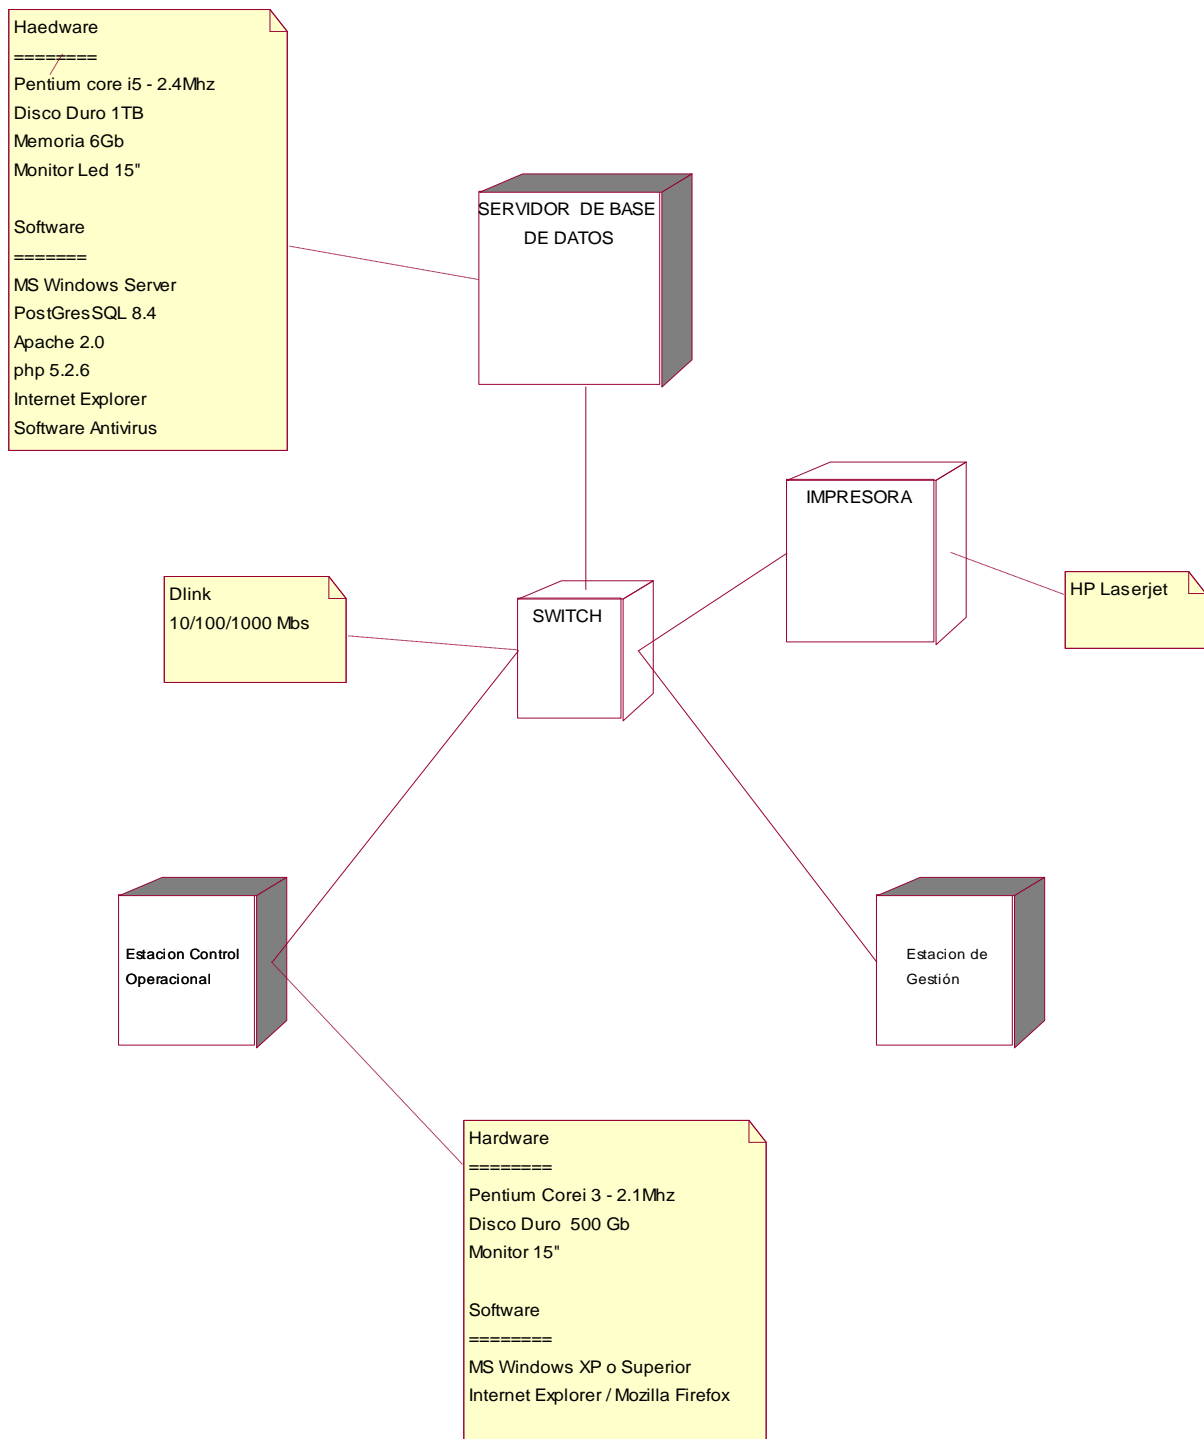 Haedware
========
Pentium core i5 - 2.4Mhz
Disco Duro 1TB
Memoria 6Gb
Monitor Led 15"
Software
=======
MS Windows Server
PostGresSQL 8.4
Apache 2.0
php 5.2.6
Internet Explorer
Software Antivirus
SERVIDOR DE BASE
DE DATOS
IMPRESORA
HP Laserjet
Dlink
10/100/1000 Mbs
SWITCH
Estacion Control
Operacional
Estacion de
Gestión
Hardware
========
Pentium Corei 3 - 2.1Mhz
Disco Duro 500 Gb
Monitor 15"
Software
========
MS Windows XP o Superior
Internet Explorer / Mozilla Firefox